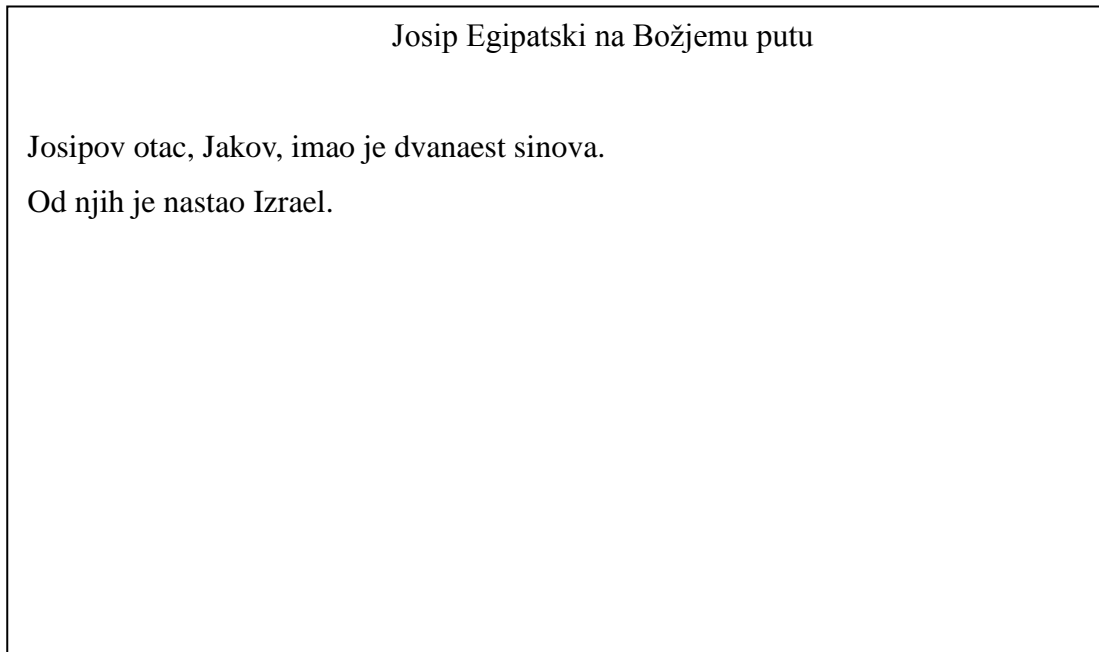 Josip Egipatski na Božjemu putu
Josipov otac, Jakov, imao je dvanaest sinova.
Od njih je nastao Izrael.